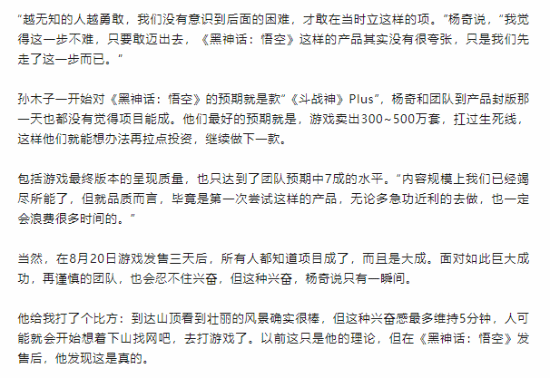 “越无知的人越勇敢，我们没有意识到后面的困难，才敢在当时立这样的项。”杨奇说，“我觉
得这一步不难，只要敢迈出去，《黑神话：悟空》这样的产品其实没有很夸张，只是我们先
走了这一步而已。”
孙木子一开始对《黑神话：悟空》的预期就是款“《斗战神》Plus”，杨奇和团队到产品封版那
一天也都没有觉得项目能成。他们最好的预期就是，游戏卖出300~500万套，扛过生死线，
这样他们就能想办法再拉点投资，继续做下一款。
包括游戏最终版本的呈现质量，也只达到了团队预期中7成的水平。“内容规模上我们已经竭
尽所能了，但就品质而言，毕竟是第一次尝试这样的产品，无论多急功近利的去做，也一定
会浪费很多时间的。”
当然，在8月20日游戏发售三天后，所有人都知道项目成了，而且是大成。面对如此巨大成
功，再谨慎的团队，也会忍不住兴奋，但这种兴奋，杨奇说只有一瞬间。
他给我打了个比方：到达山顶看到壮丽的风景确实很棒，但这种兴奋感最多维持5分钟，人可
能就会开始想着下山找网吧，去打游戏了。以前这只是他的理论，但在《黑神话：悟空》发
售后，他发现这是真的。